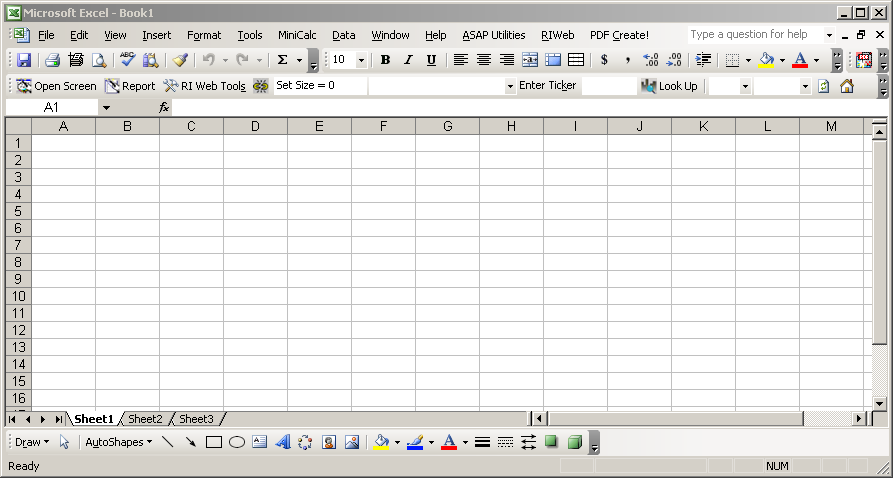 Microsoft Excel - Book1
File Edit View Insert Format Tools MiniCalc Data Window Help ASAP Utilities RIWeb PDF Create! Type a question for help
ABC Σ 10 B I U a $ , .00 .0 A
Open Screen Report RI Web Tools Set Size = 0 Enter Ticker Look Up
A1 fx
A B C D E F G H I J K L M
1
2
3
4
5
6
7
8
9
10
11
12
13
14
15
16
Sheet1 Sheet2 Sheet3
Draw AutoShapes A A
Ready NUM